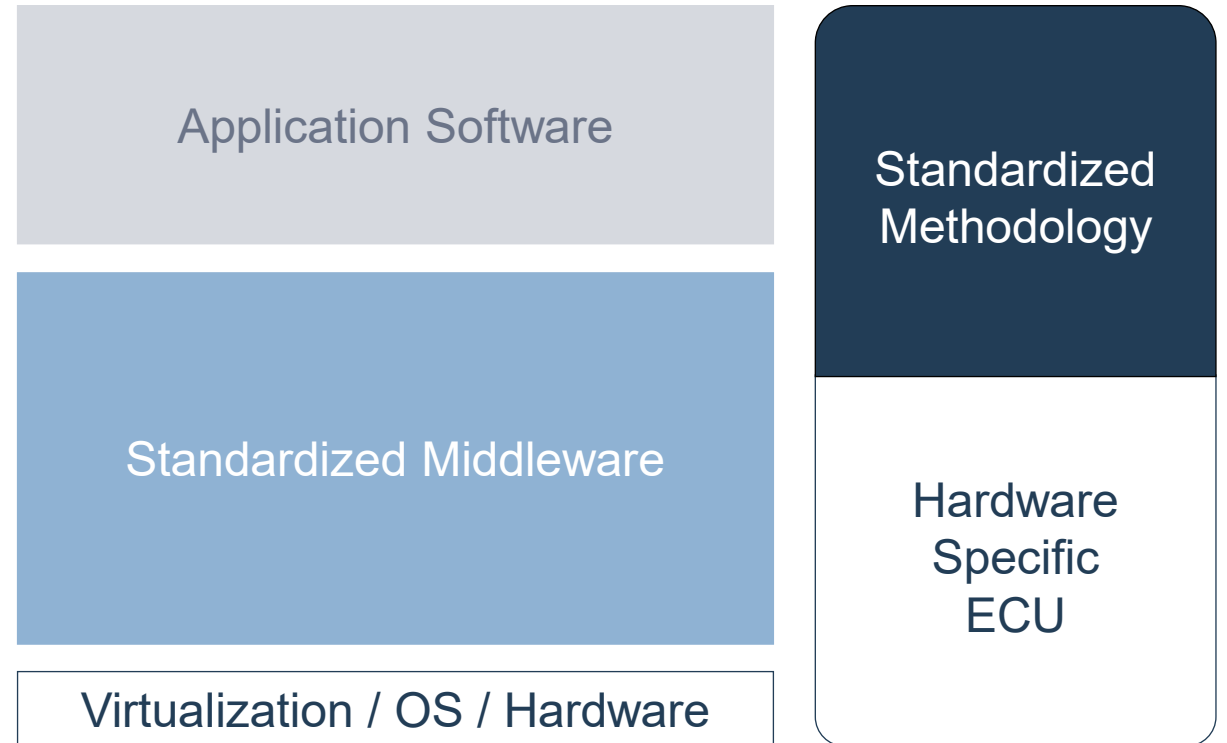 Application Software
Standardized Middleware
Virtualization / OS / Hardware
Standardized
Methodology
Hardware
Specific
ECU